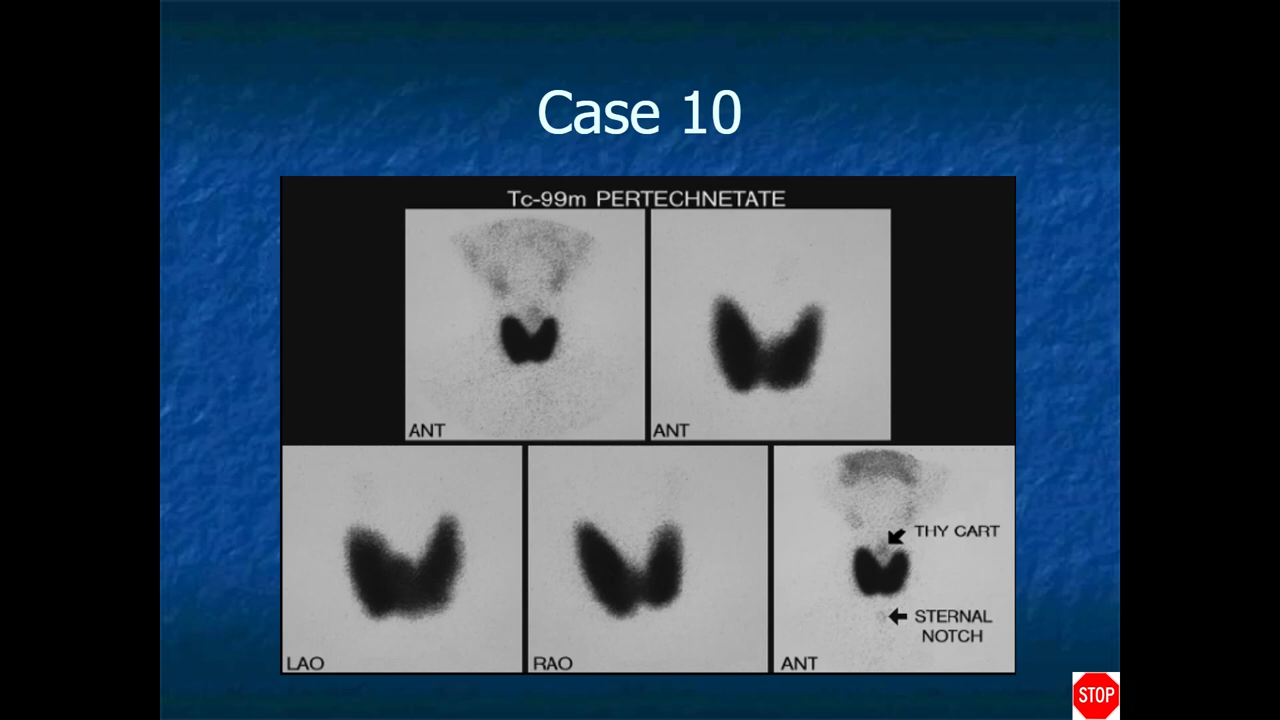 Case 10
Tc-99m PERTECHNETATE
ANT
ANT
THY CART
STERNAL
NOTCH
LAO
RAO
ANT
STOP